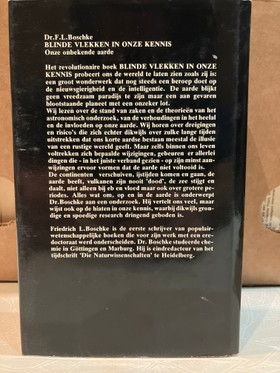 Dr.F.L.Boschke
BLINDE VLEKKEN IN ONZE KENNIS
Onze onbekende aarde
Het revolutionaire boek BLINDE VLEKKEN IN ONZE
KENNIS probeert ons de wereld te laten zien zoals zij is:
een groot wonderwerk dat nog steeds een beroep doet op
de nieuwsgierigheid en de intelligentie. De aarde blijkt
geen vreedzaam paradijs te zijn maar een aan gevaren
blootstaande planeet met een onzeker lot.
Wij lezen over de stand van zaken en de theorieën van het
astronomisch onderzoek, van de verhoudingen in het heelal
en de invloeden op onze aarde. Wij horen over dreigingen
en risico's die zich echter dikwijls over zulke lange tijden
uitstrekken dat ons korte aardse bestaan meestal de illusie
van een rustige wereld geeft. Maar zelfs binnen ons leven
voltrekken zich bepaalde wijzigingen, gebeuren er allerlei
dingen die - in het juiste verband gezien - op zijn minst aan-
wijzingen ervoor vormen dat de aarde niet voltooid is.
De continenten verschuiven, ijstijden komen en gaan, de
aarde beeft, vulkanen zijn nooit 'dood', de zee stijgt en
daalt, niet alleen bij eb en vloed maar ook over grotere pe-
riodes. Alles wat ons, op en in de aarde is onderwerpt
Dr.Boschke aan een onderzoek. Hij vertelt ons veel, maar
wijst ook op de hiaten in onze kennis, waarbij dikwijls gron-
dige en spoedige research dringend geboden is.
Friedrich L.Boschke is de eerste schrijver van populair-
wetenschappelijke boeken die voor zijn werk met een ere-
doctoraat werd onderscheiden. Dr. Boschke studeerde che-
mie in Göttingen en Marburg. Hij is eindredacteur van het
tijdschrift 'Die Naturwissenschaften' te Heidelberg.